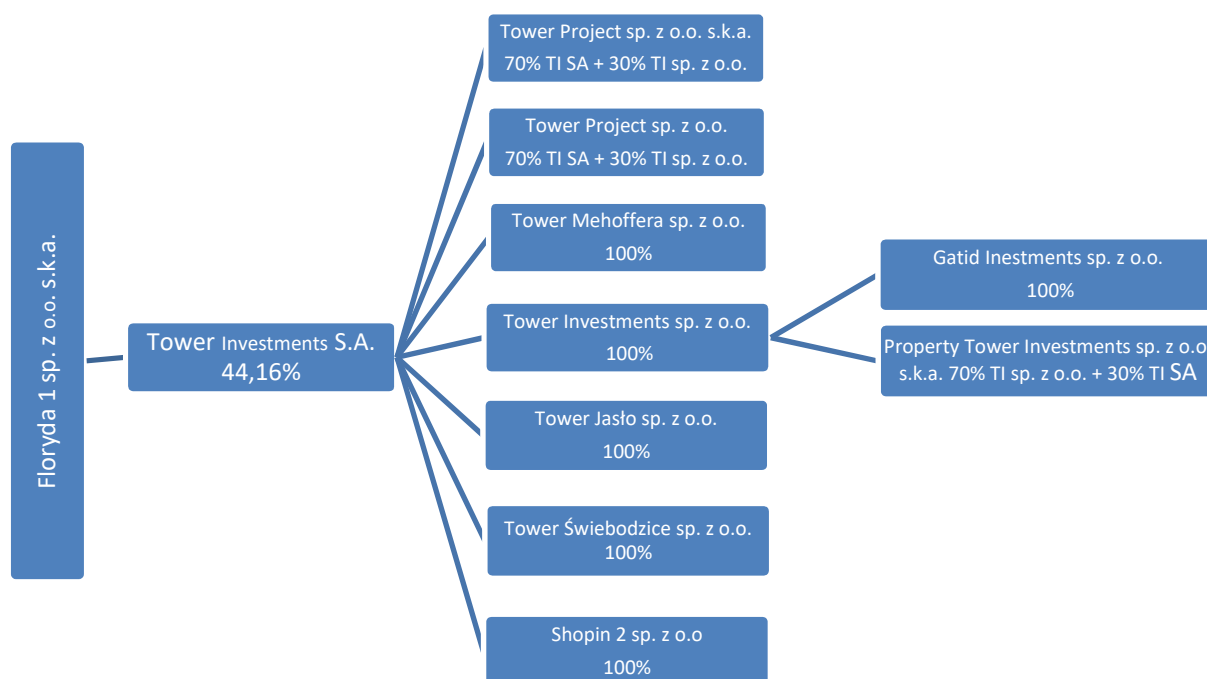 Floryda 1 sp. z o.o. s.k.a.
Tower Investments S.A.
44,16%
Tower Project sp. z o.o. s.k.a.
70% TI SA + 30% TI sp. z o.o.
Tower Project sp. z o.o.
70% TI SA + 30% TI sp. z o.o.
Tower Mehoffera sp. z o.o.
100%
Tower Investments sp. z o.o.
100%
Tower Jasło sp. z o.o.
100%
Tower Świebodzice sp. z o.o.
100%
Shopin 2 sp. z o.o
100%
Gatid Inestments sp. z o.o.
100%
Property Tower Investments sp. z o.o
s.k.a. 70% TI sp. z o.o. + 30% TI SA